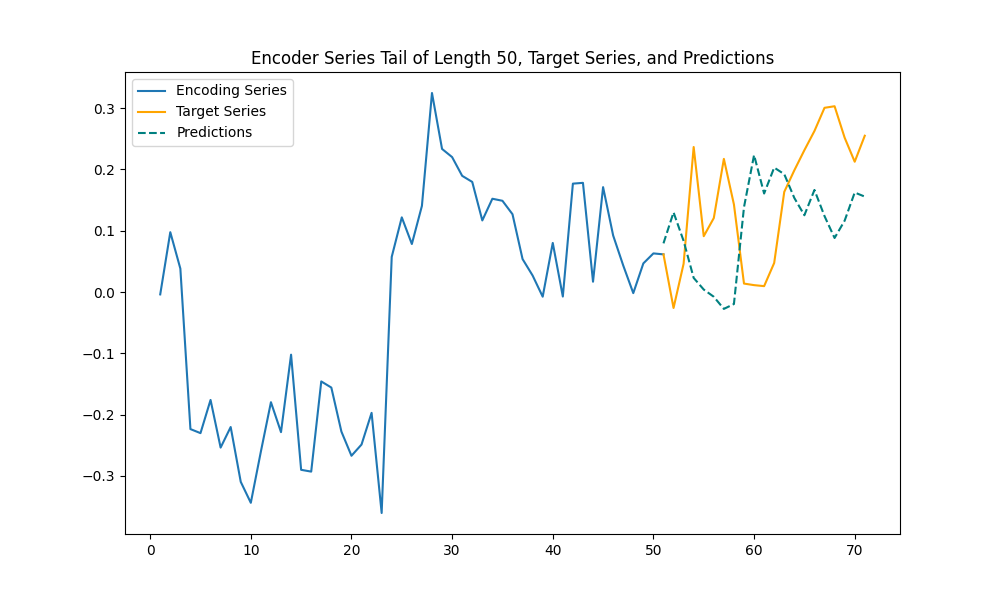 Encoder Series Tail of Length 50, Target Series, and Predictions
Encoding Series
Target Series
Predictions
0.3
0.2
0.1
0.0
−0.1
−0.2
−0.3
0 10 20 30 40 50 60 70